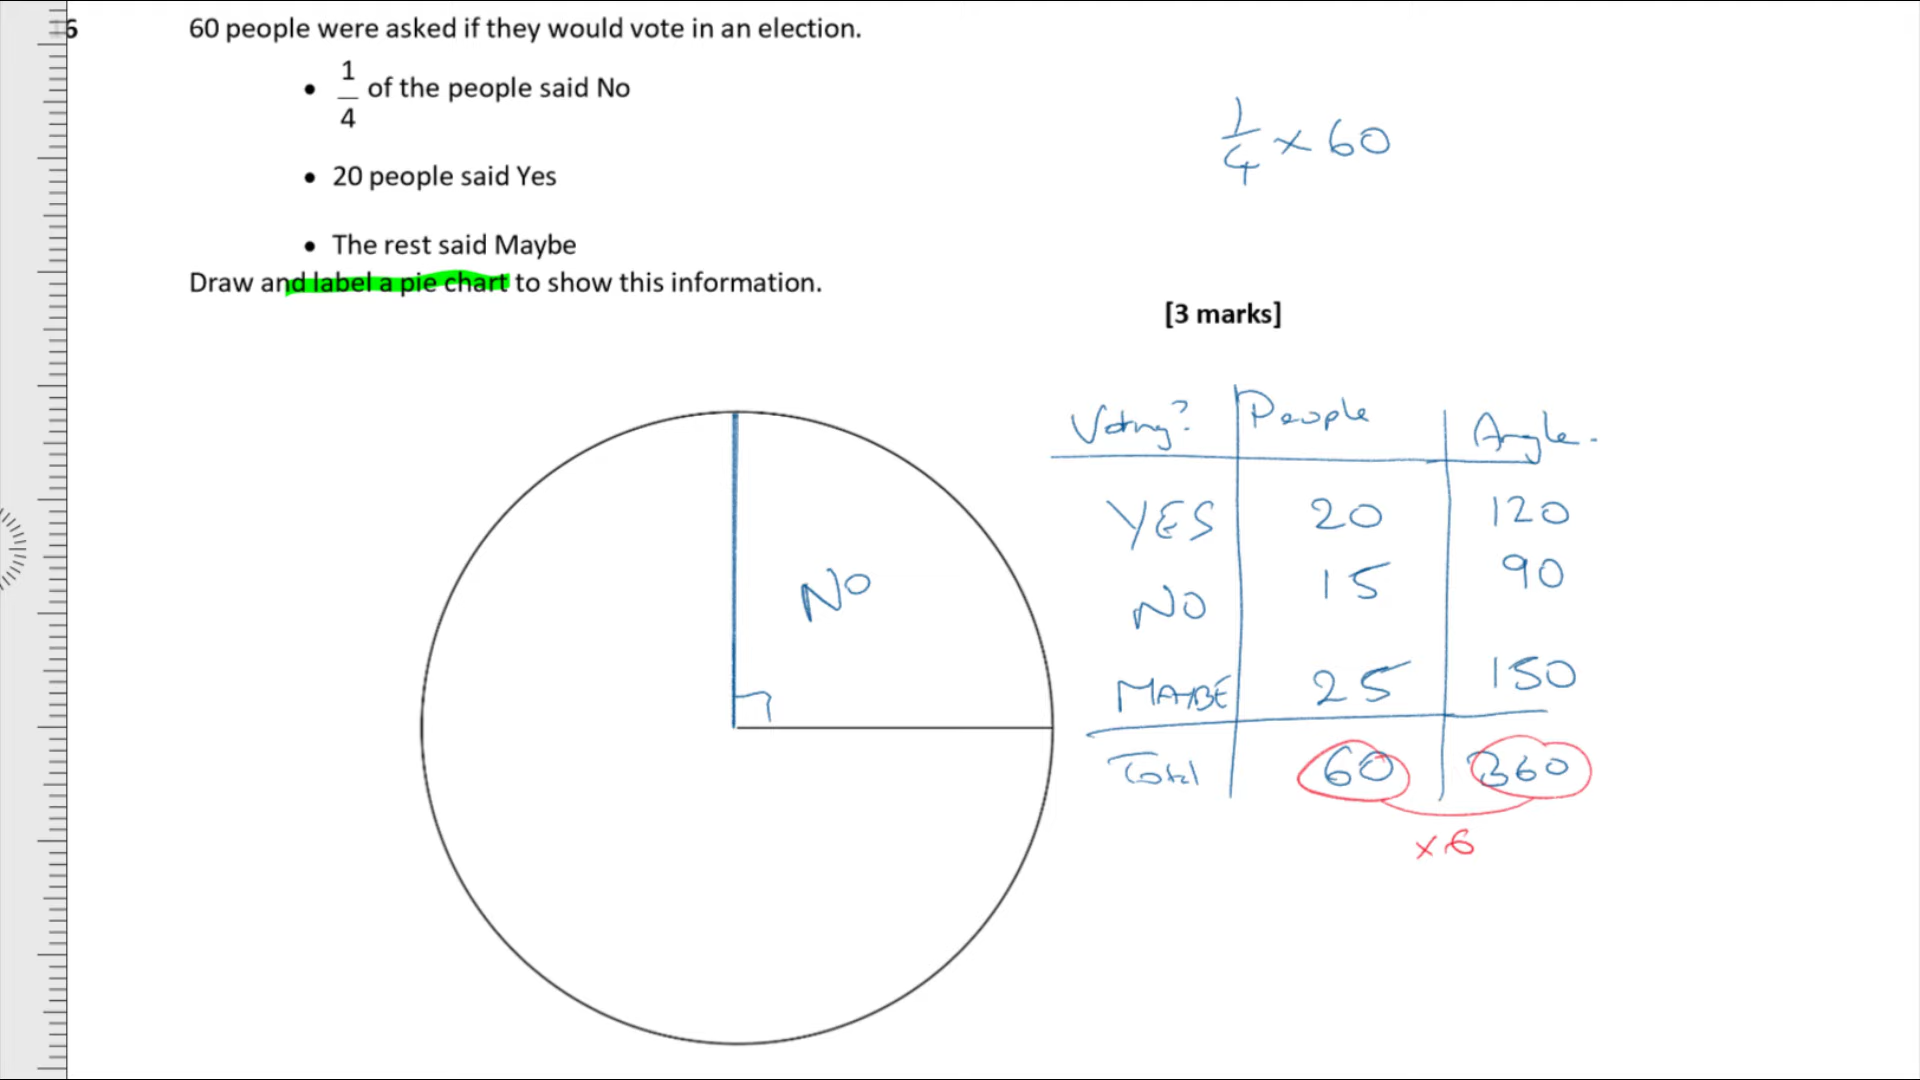 6 60 people were asked if they would vote in an election.
• 1/4 of the people said No
1/4 × 60
• 20 people said Yes
• The rest said Maybe
Draw and label a pie chart to show this information.
[3 marks]
Voting? People Angle.
YES 20 120
NO 15 90
MAYBE 25 150
Total 60 360
×6
NO